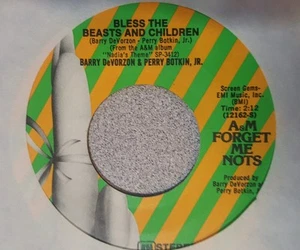 BLESS THE
BEASTS AND CHILDREN
(Barry DeVorzon - Perry Botkin, Jr.)
(From the A&M album
"Nadia's Theme" SP-3412)
BARRY DeVORZON & PERRY BOTKIN, JR.
Screen Gems-
EMI Music, Inc.
(BMI)
Time: 2:12
(12162-S)
A&M
FORGET
ME
NOTS
Produced by
Barry DeVorzon
& Perry Botkin, Jr.
STEREO